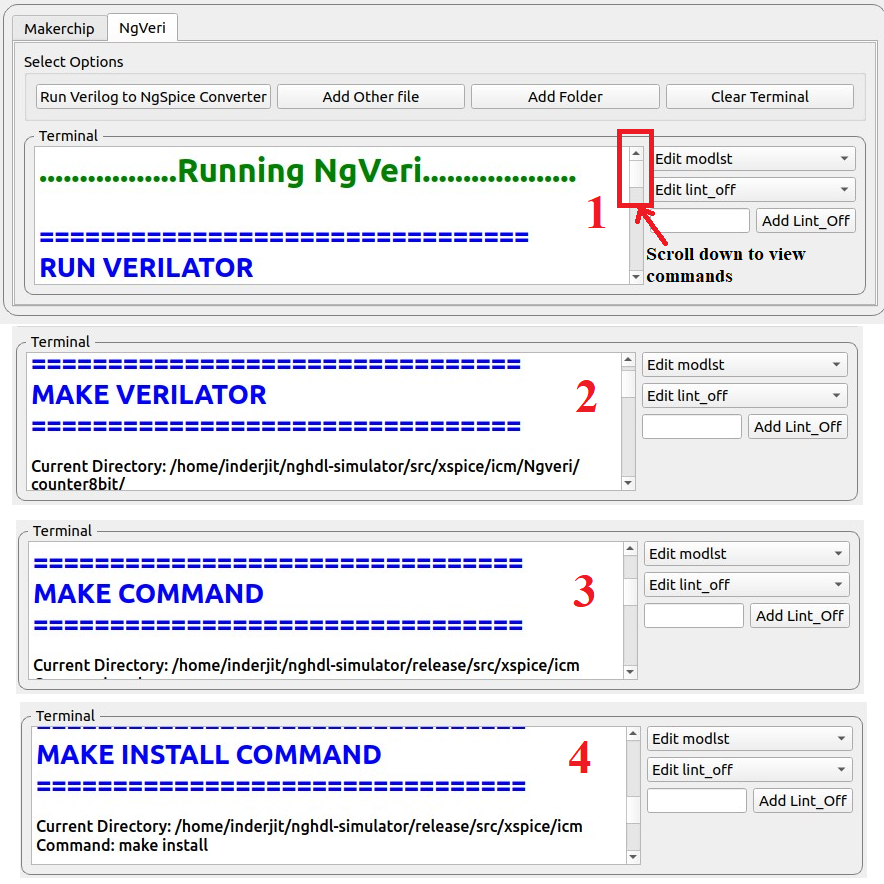 Makerchip NgVeri
Select Options
Run Verilog to NgSpice Converter Add Other file Add Folder Clear Terminal
Terminal
.................Running NgVeri................... Edit modlst
Edit lint_off
1 Add Lint_Off
================================
RUN VERILATOR
Scroll down to view
commands
Terminal
================================ Edit modlst
MAKE VERILATOR 2 Edit lint_off
================================ Add Lint_Off
Current Directory: /home/inderjit/nghdl-simulator/src/xspice/icm/Ngveri/
counter8bit/
Terminal
================================ Edit modlst
MAKE COMMAND 3 Edit lint_off
================================ Add Lint_Off
Current Directory: /home/inderjit/nghdl-simulator/release/src/xspice/icm
Terminal
================================ Edit modlst
MAKE INSTALL COMMAND 4 Edit lint_off
================================ Add Lint_Off
Current Directory: /home/inderjit/nghdl-simulator/release/src/xspice/icm
Command: make install